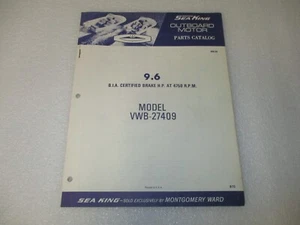 SEA KING
OUTBOARD
MOTOR
PARTS CATALOG
9.6
B.I.A. CERTIFIED BRAKE H.P. AT 4750 R.P.M.
MODEL
VWB-27409
SEA KING—SOLD EXCLUSIVELY BY MONTGOMERY WARD